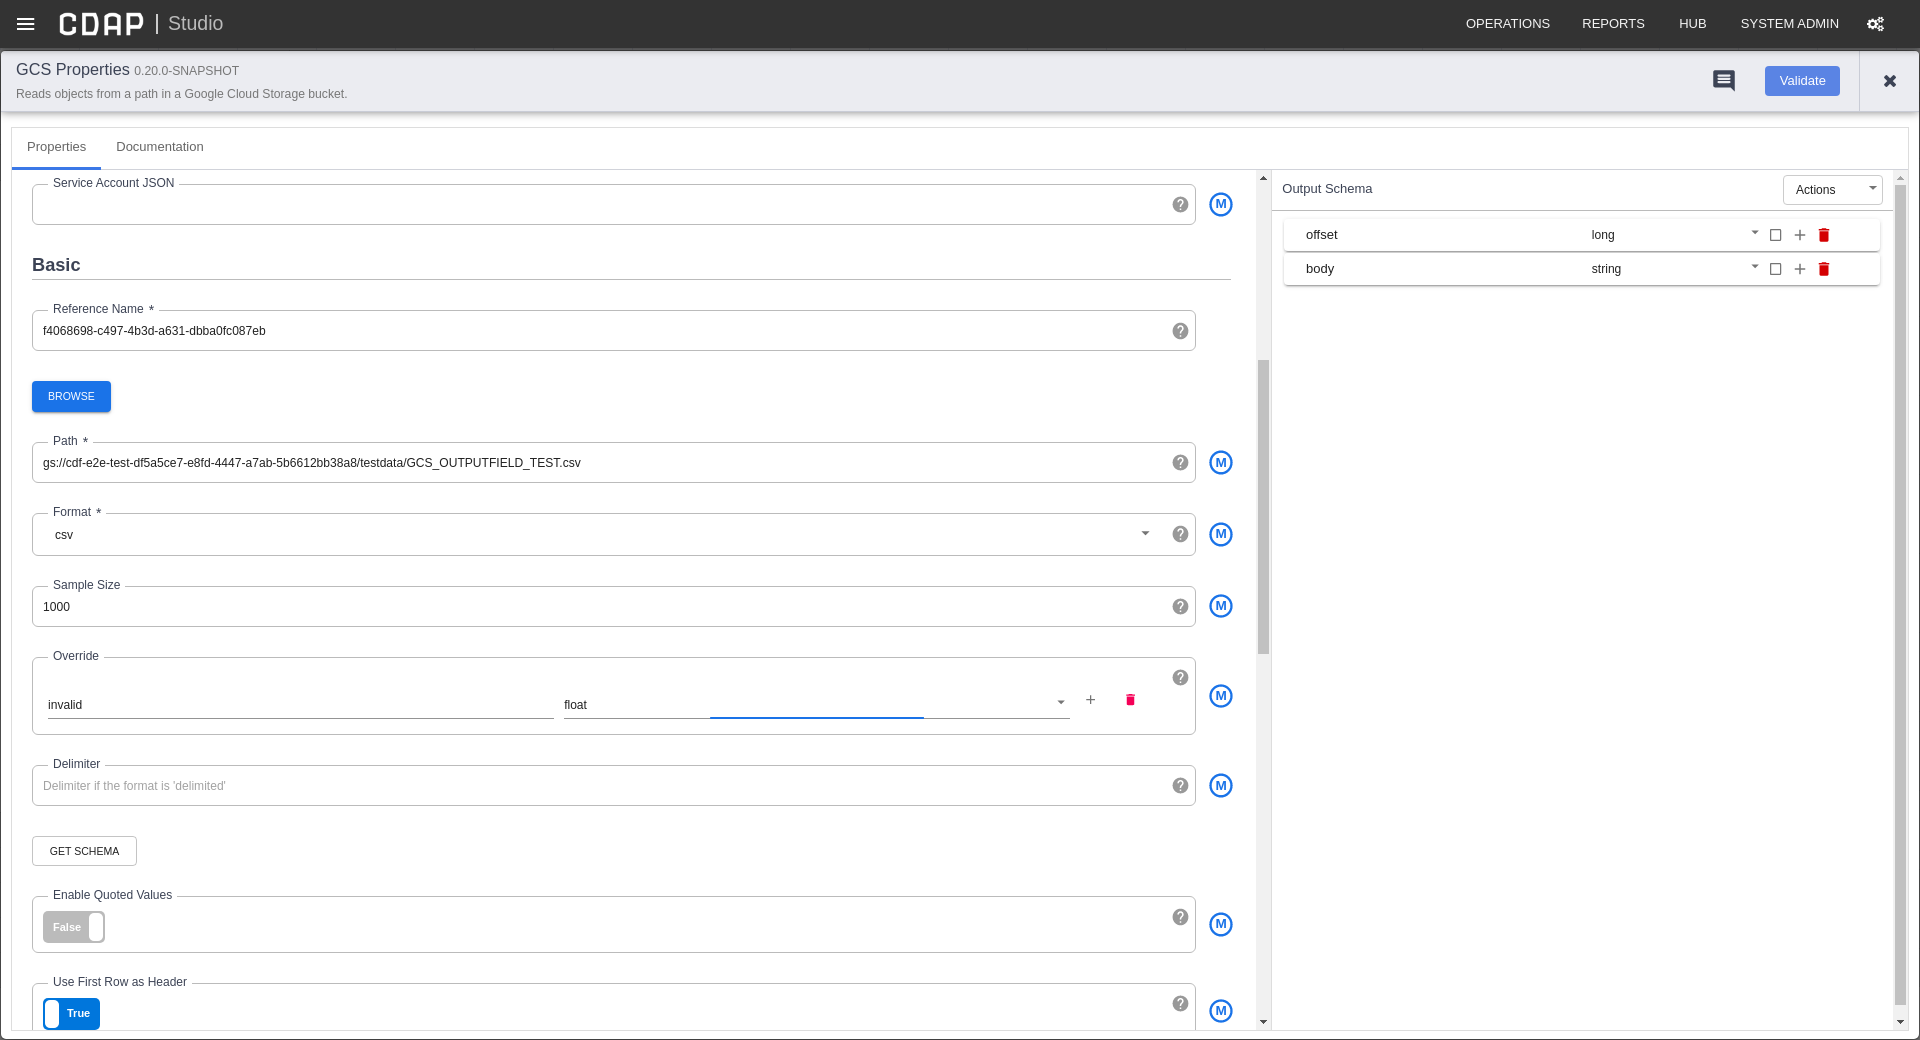 CDAP | Studio
OPERATIONS REPORTS HUB SYSTEM ADMIN
GCS Properties 0.20.0-SNAPSHOT
Reads objects from a path in a Google Cloud Storage bucket.
Validate
Properties Documentation
Service Account JSON
? M
Basic
Reference Name *
f4068698-c497-4b3d-a631-dbba0fc087eb ?
BROWSE
Path *
gs://cdf-e2e-test-df5a5ce7-e8fd-4447-a7ab-5b6612bb38a8/testdata/GCS_OUTPUTFIELD_TEST.csv ? M
Format *
csv ? M
Sample Size
1000 ? M
Override
invalid float ? M
Delimiter
Delimiter if the format is 'delimited' ? M
GET SCHEMA
Enable Quoted Values
False ? M
Use First Row as Header
True ? M
Output Schema Actions
offset long
body string